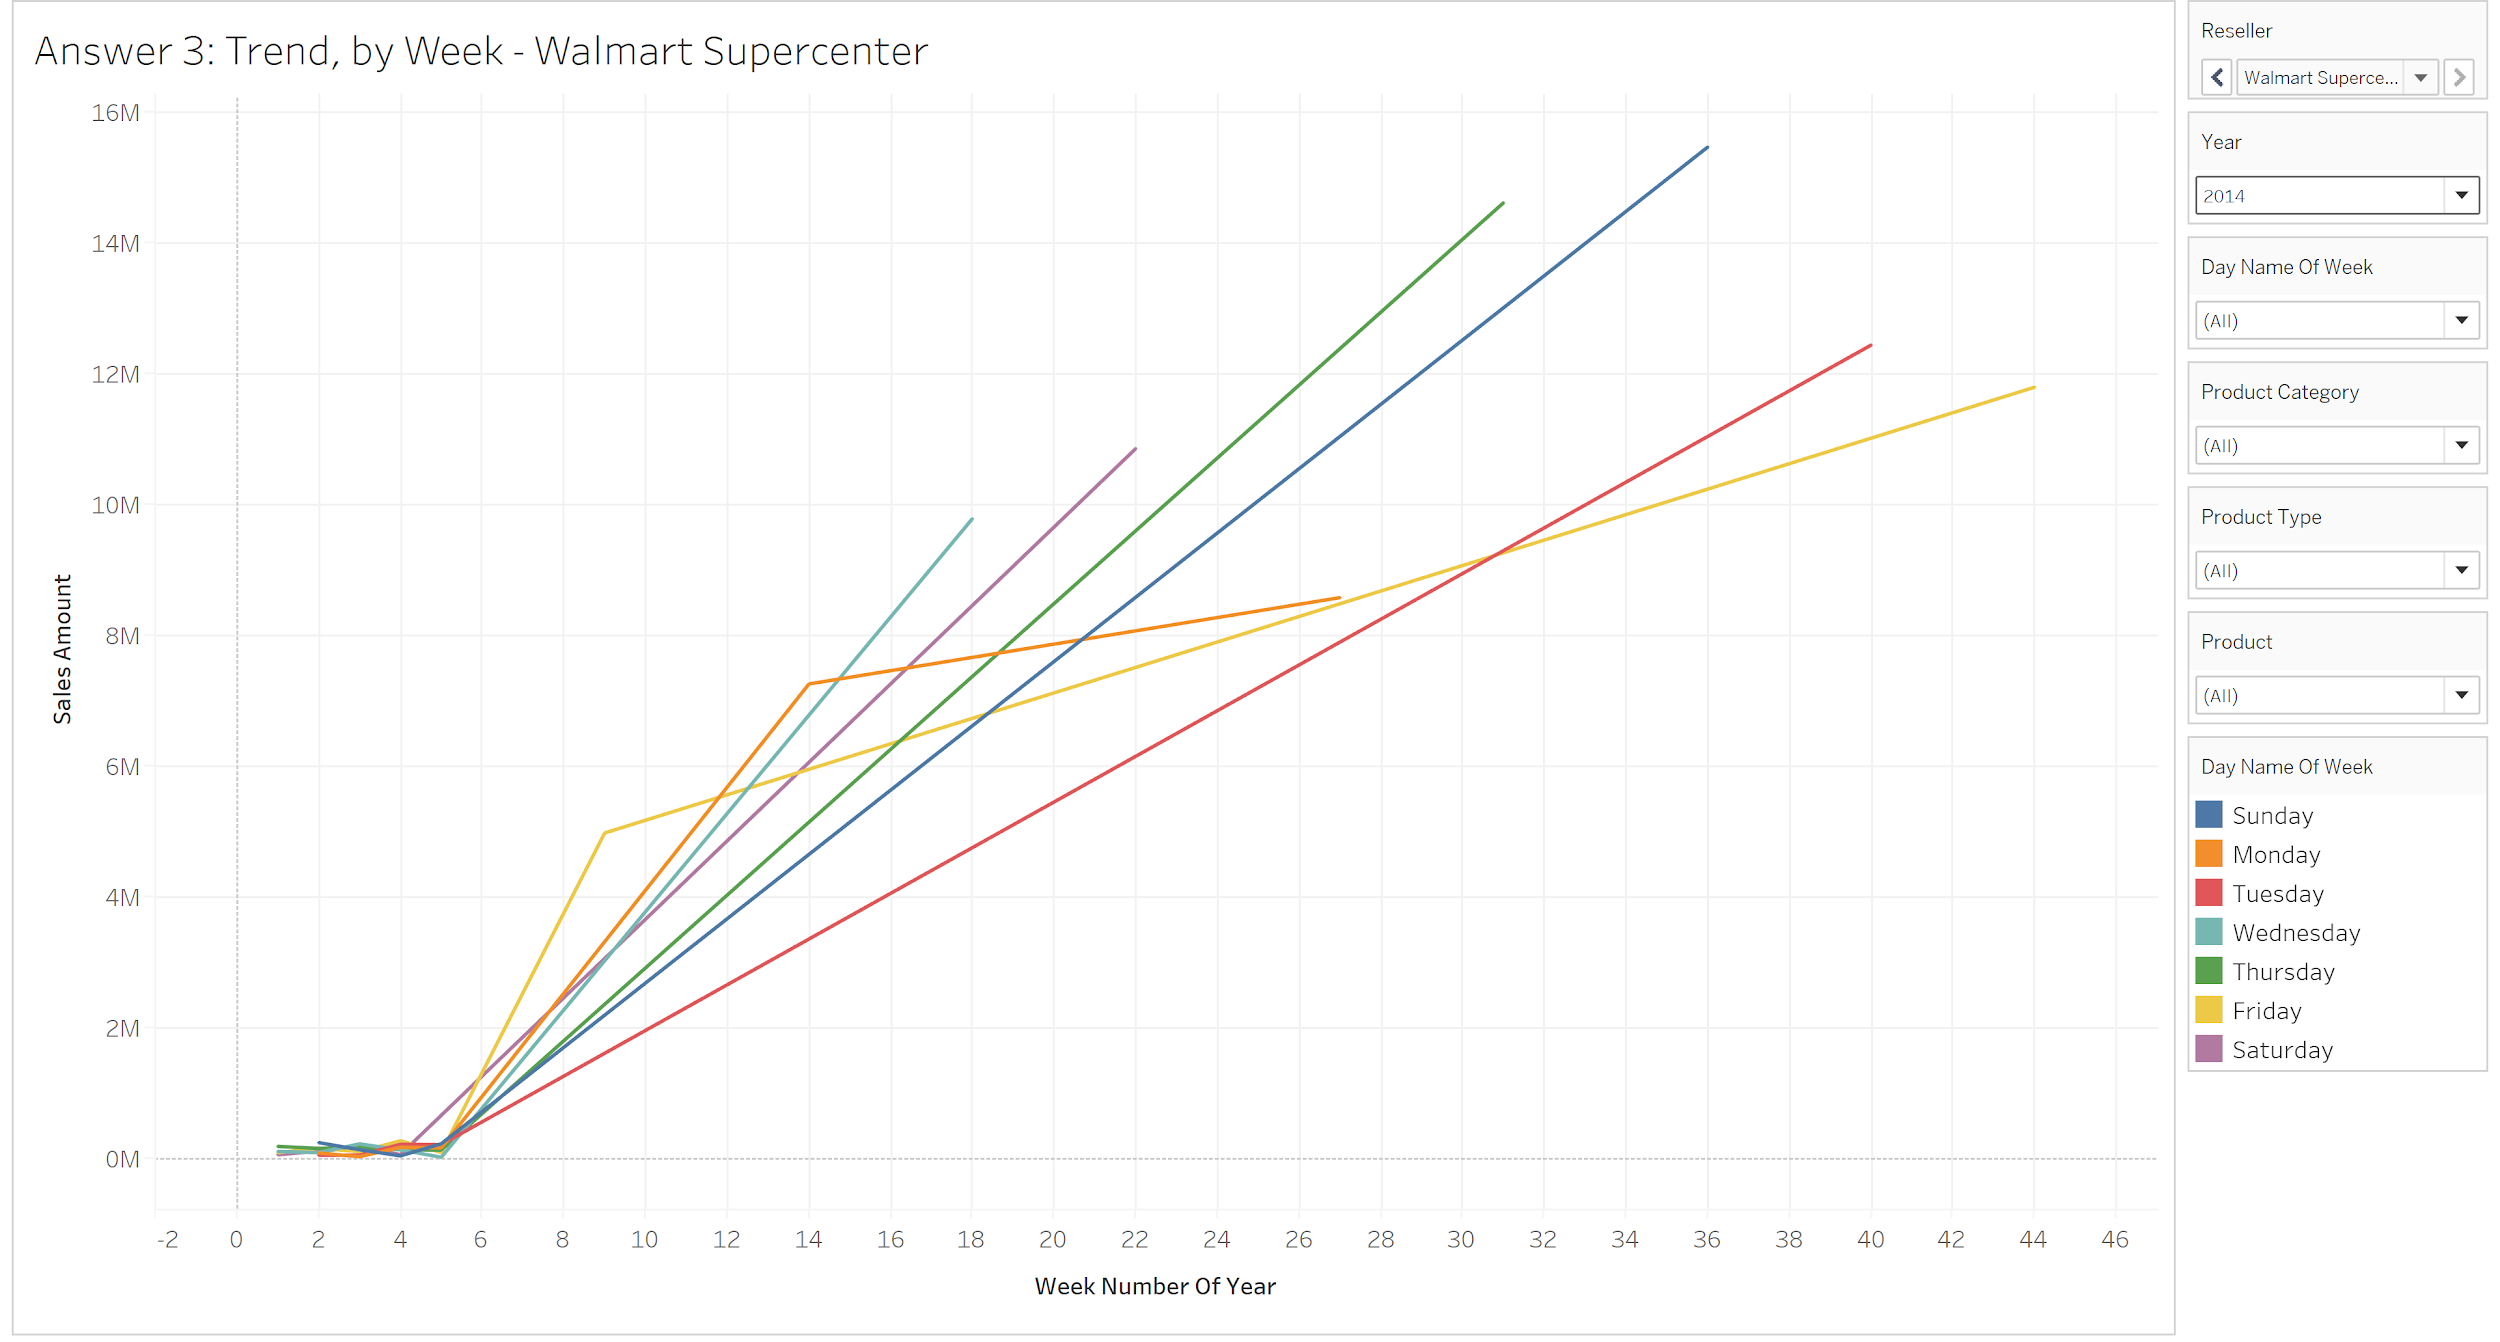 Answer 3: Trend, by Week - Walmart Supercenter
16M
14M
12M
10M
8M
6M
4M
2M
0M
Sales Amount
-2 0 2 4 6 8 10 12 14 16 18 20 22 24 26 28 30 32 34 36 38 40 42 44 46
Week Number Of Year
Reseller
Walmart Superce...
Year
2014
Day Name Of Week
(All)
Product Category
(All)
Product Type
(All)
Product
(All)
Day Name Of Week
Sunday
Monday
Tuesday
Wednesday
Thursday
Friday
Saturday